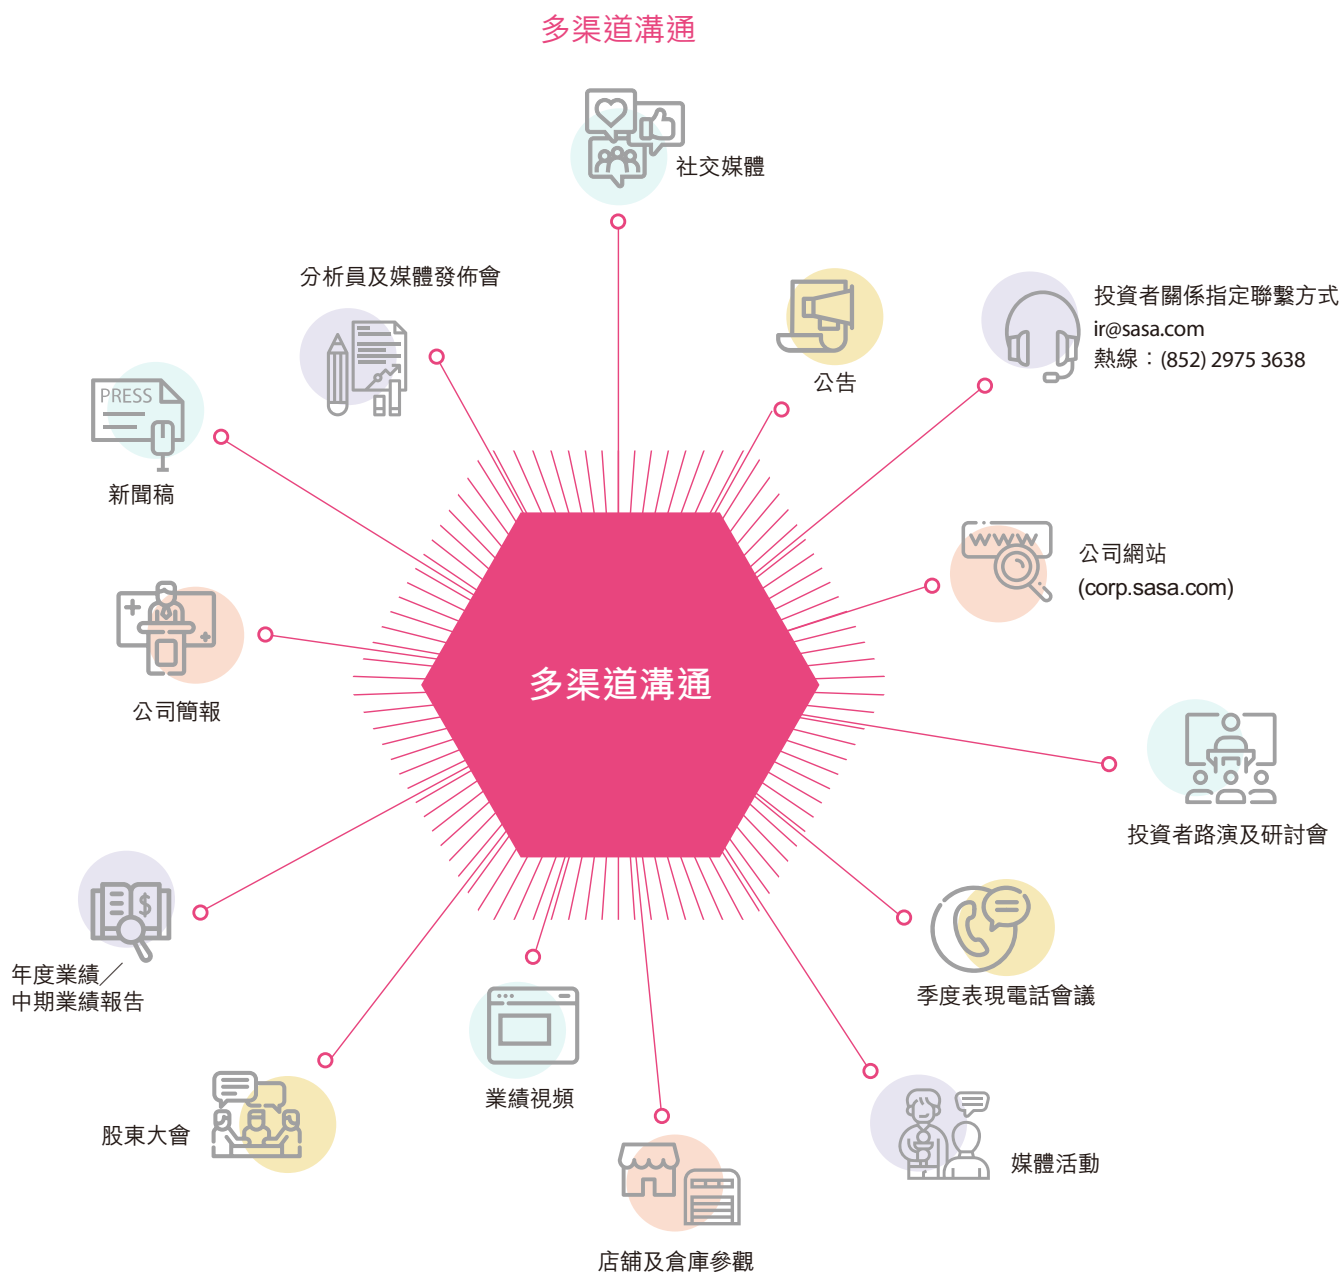 多渠道溝通
社交媒體
分析員及媒體發佈會
公告
投資者關係指定聯繫方式
ir@sasa.com
熱線：(852) 2975 3638
PRESS
新聞稿
WWW
公司網站
(corp.sasa.com)
公司簡報
多渠道溝通
投資者路演及研討會
$
年度業績／
中期業績報告
季度表現電話會議
業績視頻
股東大會
媒體活動
店舖及倉庫參觀